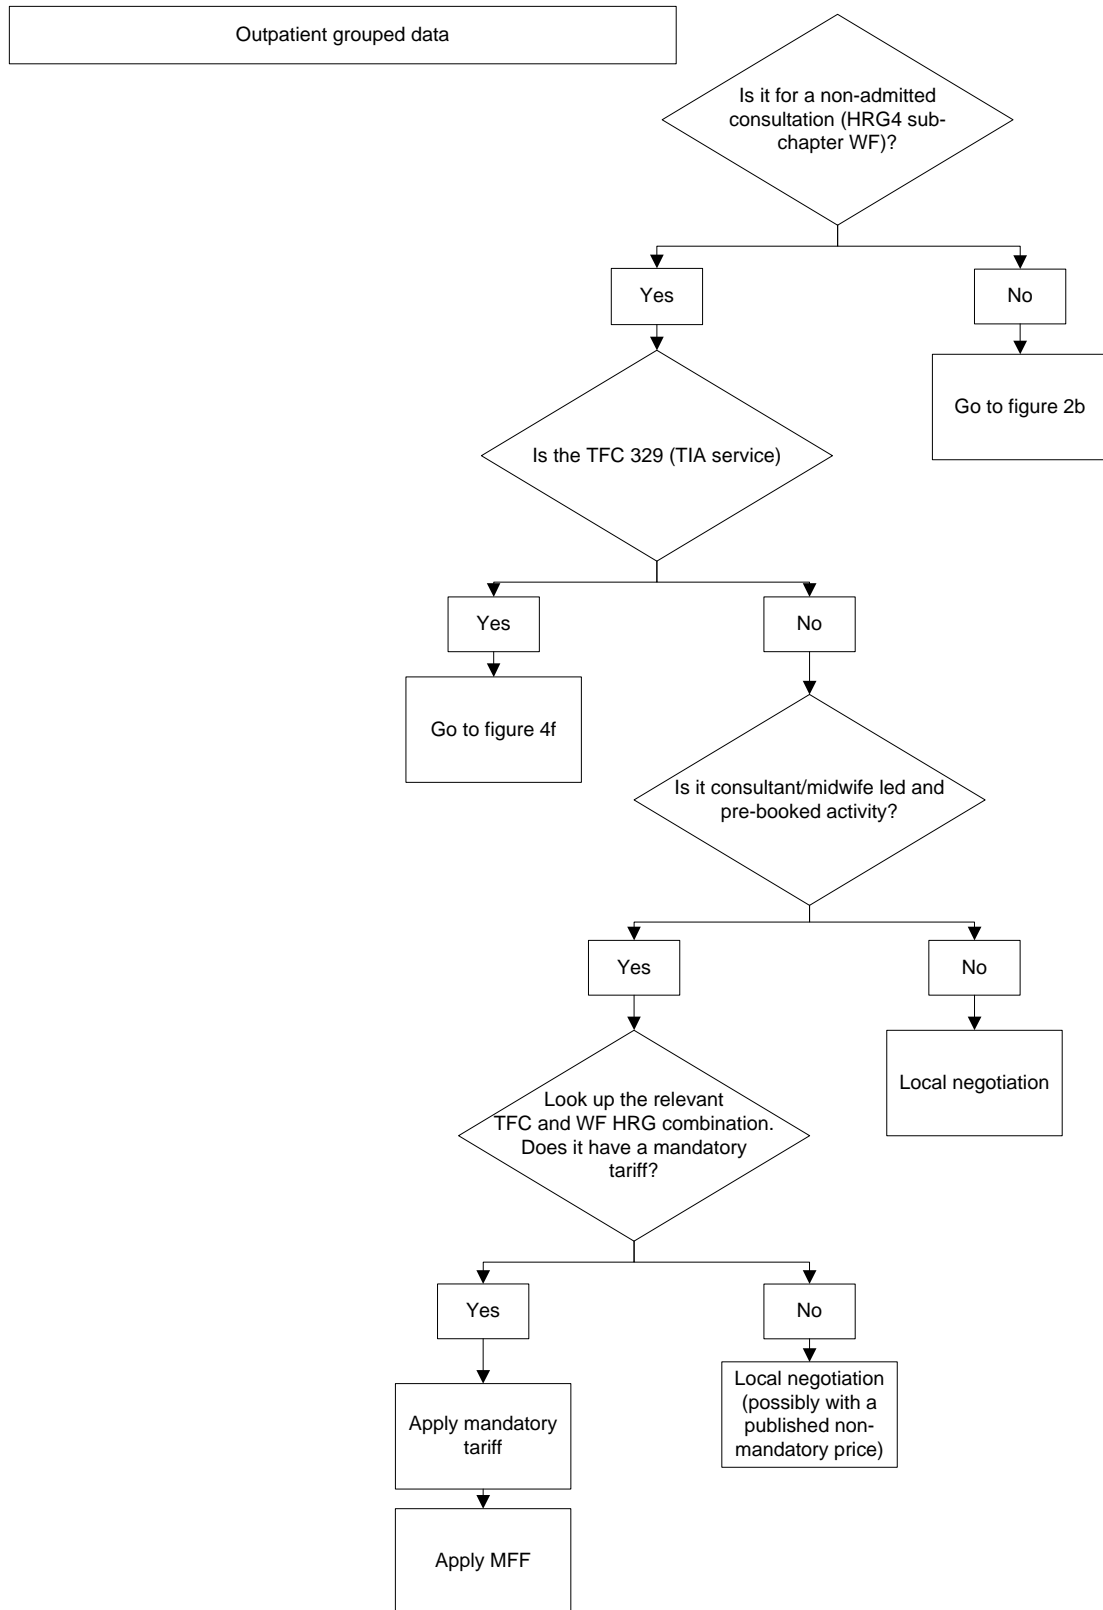 Outpatient grouped data
Is it for a non-admitted
consultation (HRG4 sub-
chapter WF)?
Yes
No
Go to figure 2b
Is the TFC 329 (TIA service)
Yes
No
Go to figure 4f
Is it consultant/midwife led and
pre-booked activity?
Yes
No
Local negotiation
Look up the relevant
TFC and WF HRG combination.
Does it have a mandatory
tariff?
Yes
No
Apply mandatory
tariff
Local negotiation
(possibly with a
published non-
mandatory price)
Apply MFF